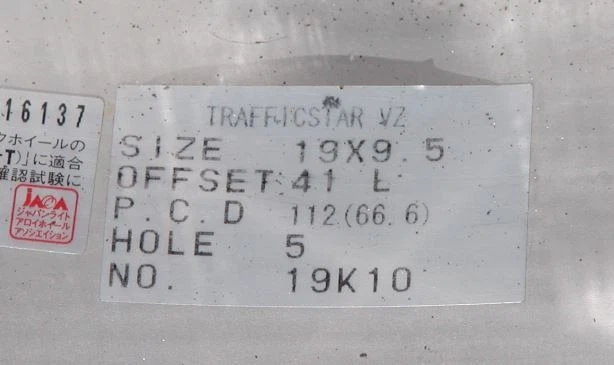 16137
クホイールの
-T)」に適合
確認試験に
JAWA
ジャパンライト
アロイホイール
アソシエイション
TRAFFICSTAR VZ
SIZE 19X9.5
OFFSET:41 L
P.C.D 112(66.6)
HOLE 5
NO. 19K10